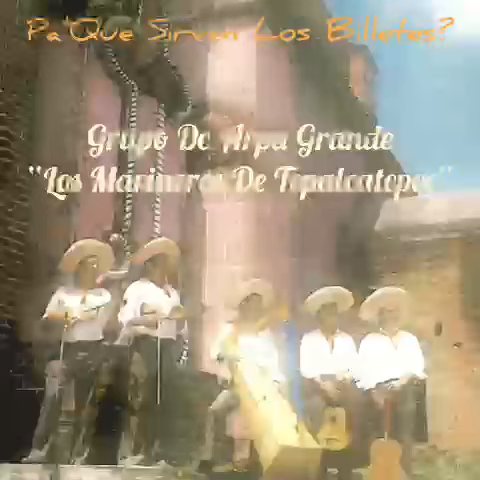 Pa'Que Sirven Los Billetes?
Grupo De Arpa Grande
"Los Marineros De Tepalcatepec"